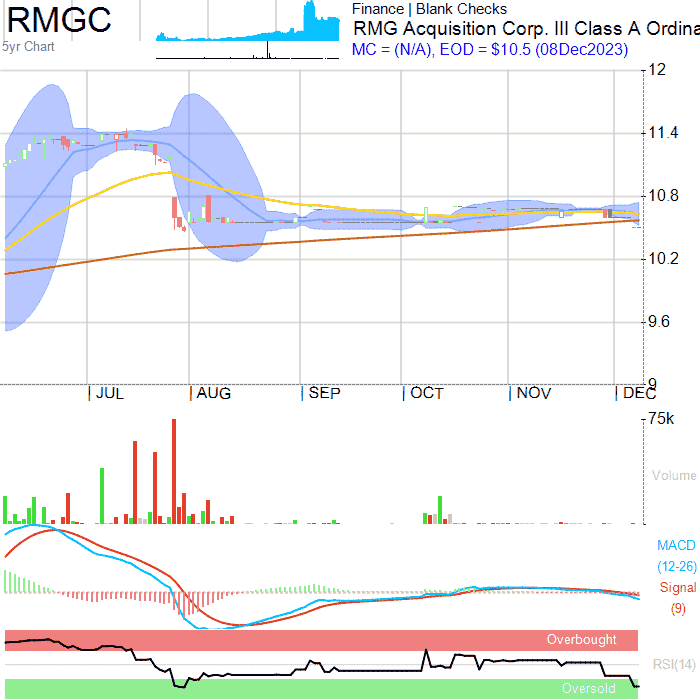 RMGC
5yr Chart
Finance | Blank Checks
RMG Acquisition Corp. III Class A Ordina
MC = (N/A), EOD = $10.5 (08Dec2023)
12
11.4
10.8
10.2
9.6
9
JUL AUG SEP OCT NOV DEC
75k
Volume
MACD
(12-26)
Signal
(9)
Overbought
RSI(14)
Oversold